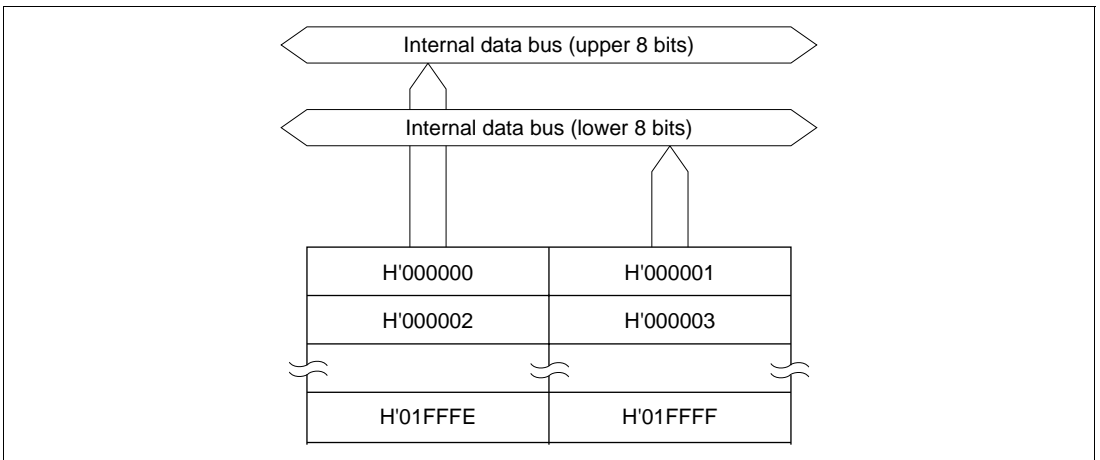 Internal data bus (upper 8 bits)
Internal data bus (lower 8 bits)
H'000000 H'000001
H'000002 H'000003
H'01FFFE H'01FFFF